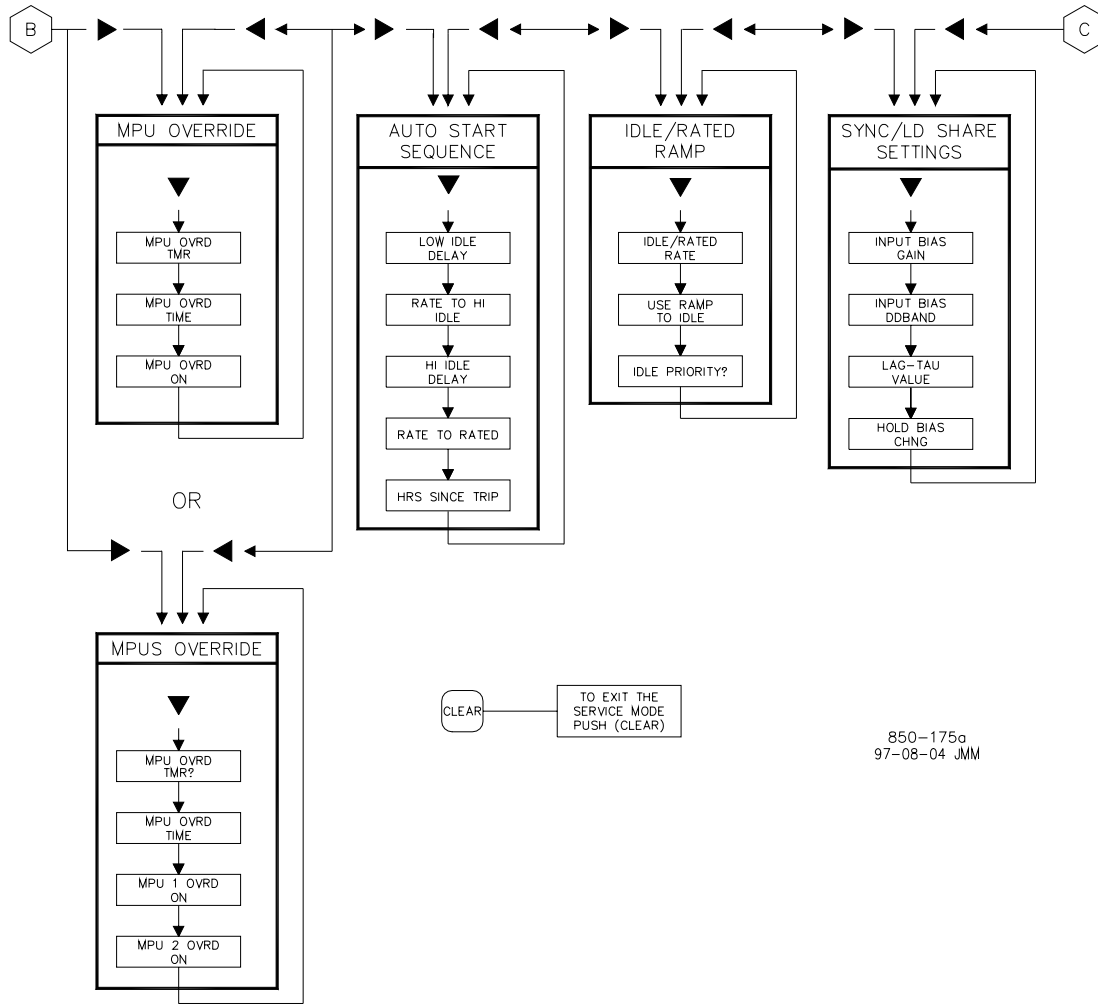 B
C
MPU OVERRIDE
MPU OVRD
TMR
MPU OVRD
TIME
MPU OVRD
ON
AUTO START
SEQUENCE
LOW IDLE
DELAY
RATE TO HI
IDLE
HI IDLE
DELAY
RATE TO RATED
HRS SINCE TRIP
IDLE/RATED
RAMP
IDLE/RATED
RATE
USE RAMP
TO IDLE
IDLE PRIORITY?
SYNC/LD SHARE
SETTINGS
INPUT BIAS
GAIN
INPUT BIAS
DDBAND
LAG-TAU
VALUE
HOLD BIAS
CHNG
OR
MPUS OVERRIDE
MPU OVRD
TMR?
MPU OVRD
TIME
MPU 1 OVRD
ON
MPU 2 OVRD
ON
CLEAR
TO EXIT THE
SERVICE MODE
PUSH (CLEAR)
850-175a
97-08-04 JMM